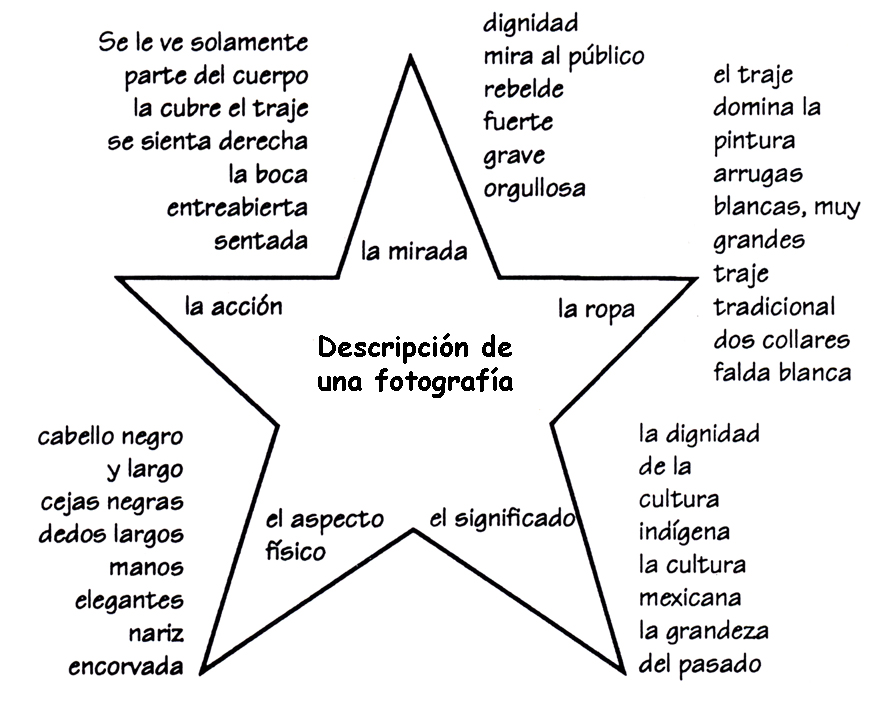 Se le ve solamente
parte del cuerpo
la cubre el traje
se sienta derecha
la boca
entreabierta
sentada
dignidad
mira al público
rebelde
fuerte
grave
orgullosa
el traje
domina la
pintura
arrugas
blancas, muy
grandes
traje
tradicional
dos collares
falda blanca
la mirada
la acción
la ropa
Descripción de
una fotografía
cabello negro
y largo
cejas negras
dedos largos
manos
elegantes
nariz
encorvada
el aspecto
físico
el significado
la dignidad
de la
cultura
indígena
la cultura
mexicana
la grandeza
del pasado